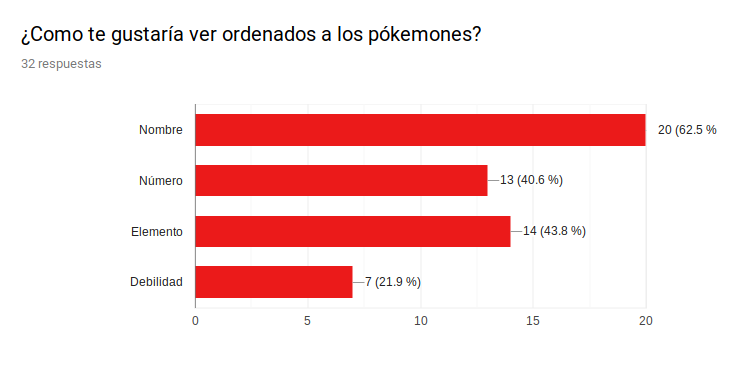 ¿Como te gustaría ver ordenados a los pókemones?
32 respuestas
Nombre
20 (62.5 %
Número
13 (40.6 %)
Elemento
14 (43.8 %)
Debilidad
7 (21.9 %)
0 5 10 15 20